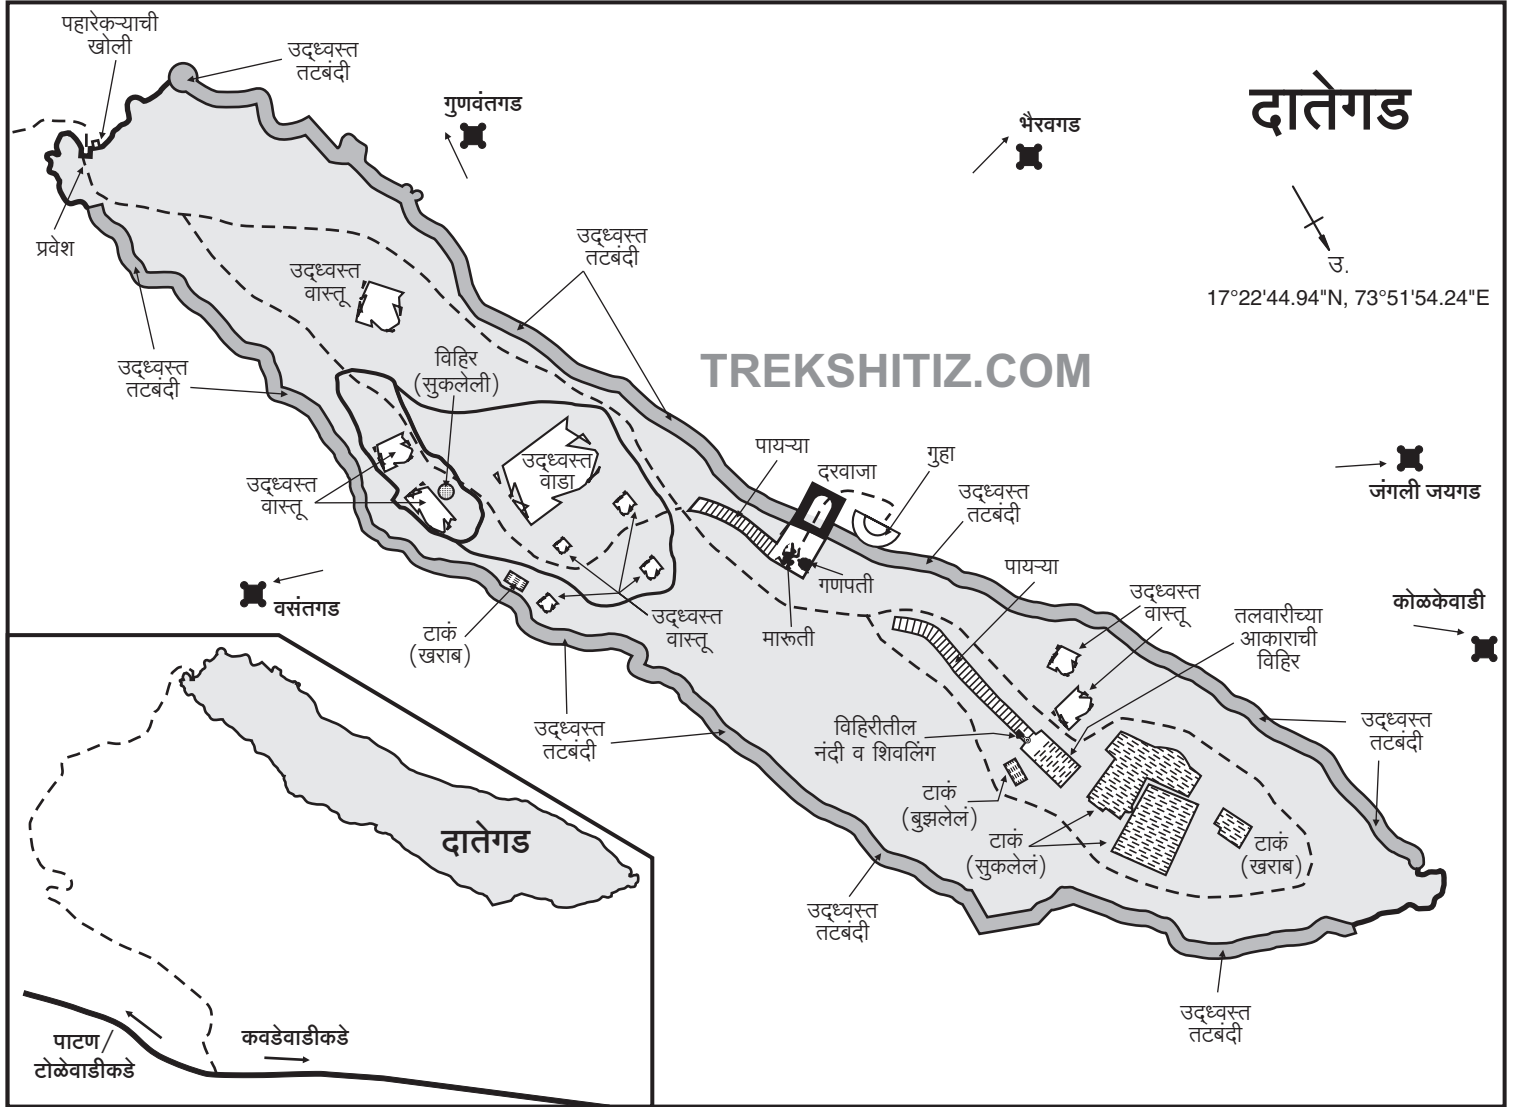 पहारेकऱ्याची
खोली
उद्ध्वस्त
तटबंदी
गुणवंतगड
भैरवगड
दातेगड
प्रवेश
उ.
17°22'44.94"N, 73°51'54.24"E
उद्ध्वस्त
तटबंदी
उद्ध्वस्त
वास्तू
उद्ध्वस्त
तटबंदी
विहिर
(सुकलेली)
TREKSHITIZ.COM
पायऱ्या
दरवाजा
गुहा
उद्ध्वस्त
वाडा
उद्ध्वस्त
वास्तू
उद्ध्वस्त
तटबंदी
जंगली जयगड
पायऱ्या
गणपती
मारूती
वसंतगड
उद्ध्वस्त
वास्तू
टाकं
(खराब)
उद्ध्वस्त
वास्तू
तलवारीच्या
आकाराची
विहिर
कोळकेवाडी
उद्ध्वस्त
तटबंदी
विहिरीतील
नंदी व शिवलिंग
उद्ध्वस्त
तटबंदी
टाकं
(बुझलेलं)
टाकं
(सुकलेलं)
टाकं
(खराब)
उद्ध्वस्त
तटबंदी
उद्ध्वस्त
तटबंदी
दातेगड
पाटण/
टोळेवाडीकडे
कवडेवाडीकडे